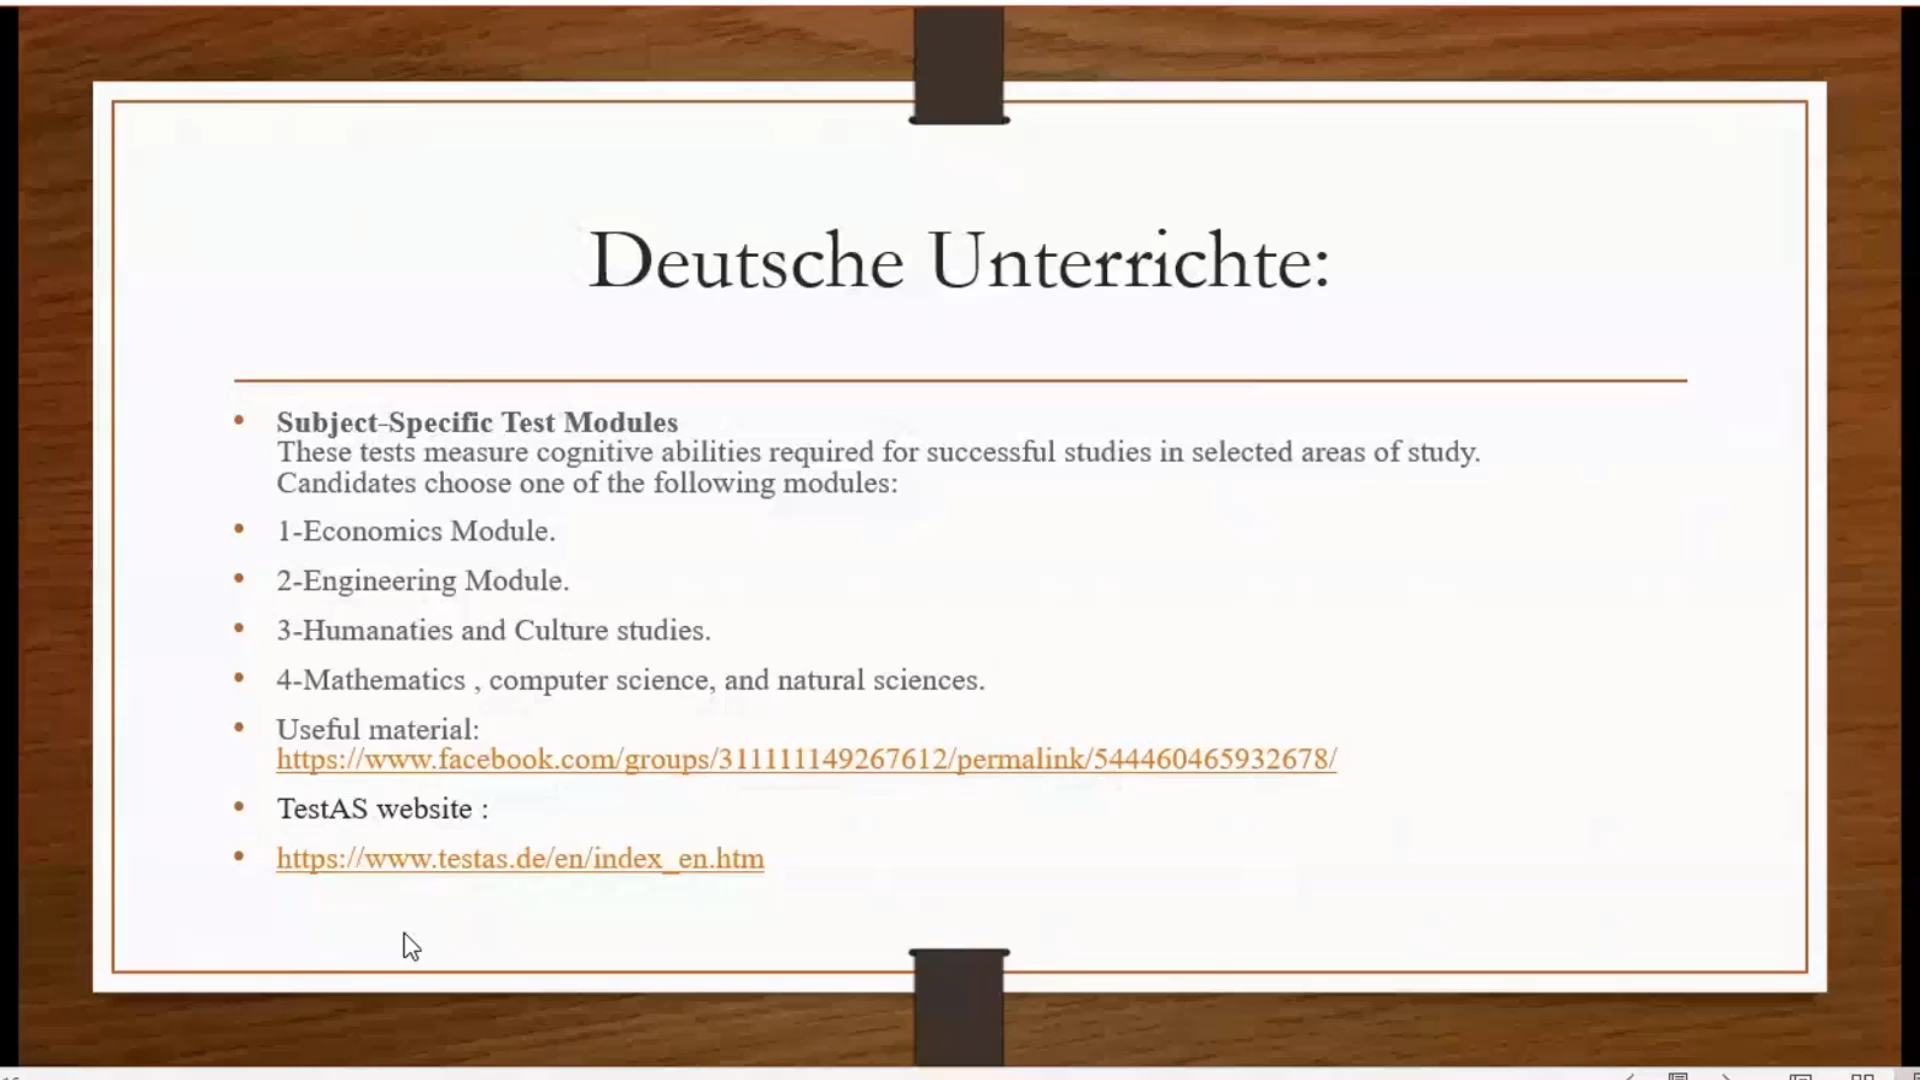 Deutsche Unterrichte:
• Subject-Specific Test Modules
These tests measure cognitive abilities required for successful studies in selected areas of study.
Candidates choose one of the following modules:
• 1-Economics Module.
• 2-Engineering Module.
• 3-Humanaties and Culture studies.
• 4-Mathematics , computer science, and natural sciences.
• Useful material:
https://www.facebook.com/groups/311111149267612/permalink/544460465932678/
• TestAS website :
• https://www.testas.de/en/index_en.htm